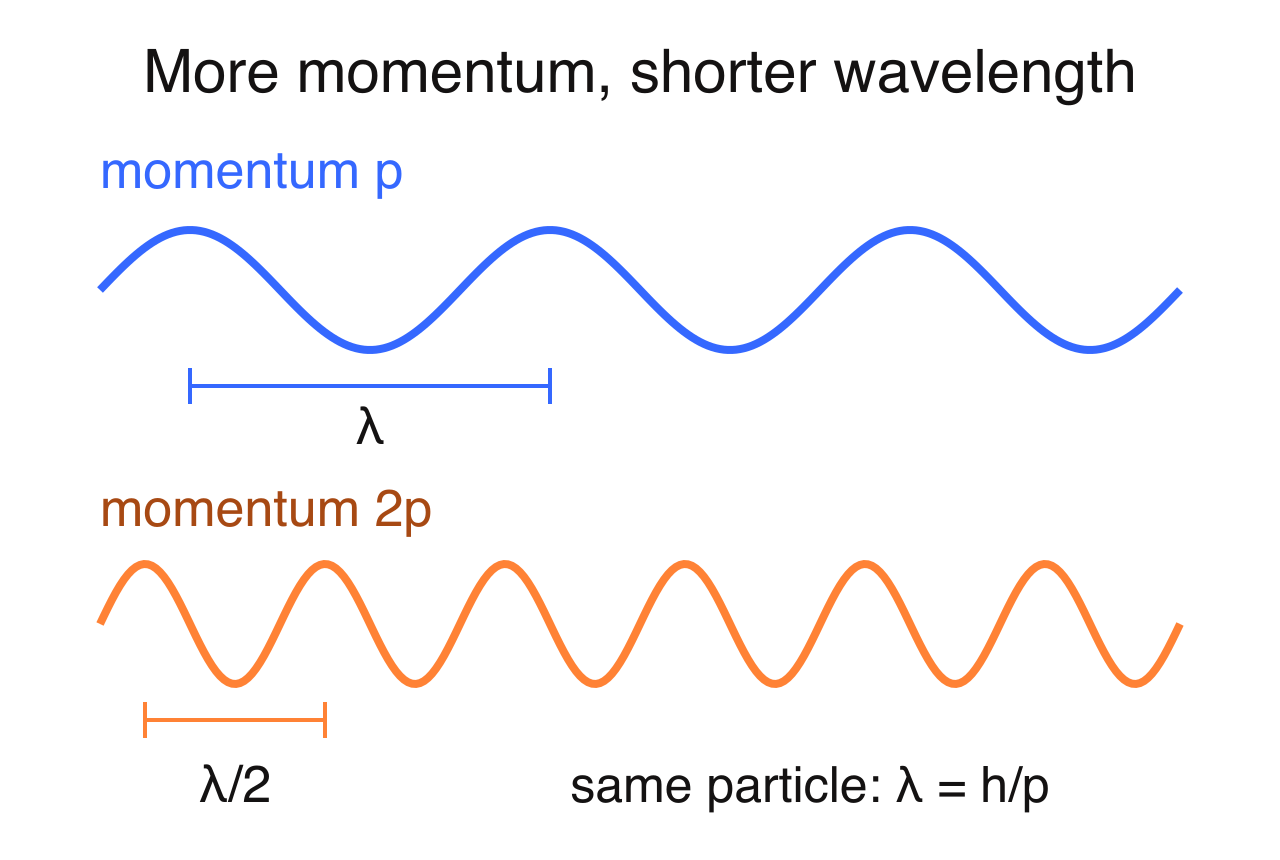 More momentum, shorter wavelength
momentum p
λ
momentum 2p
λ/2
same particle: λ = h/p